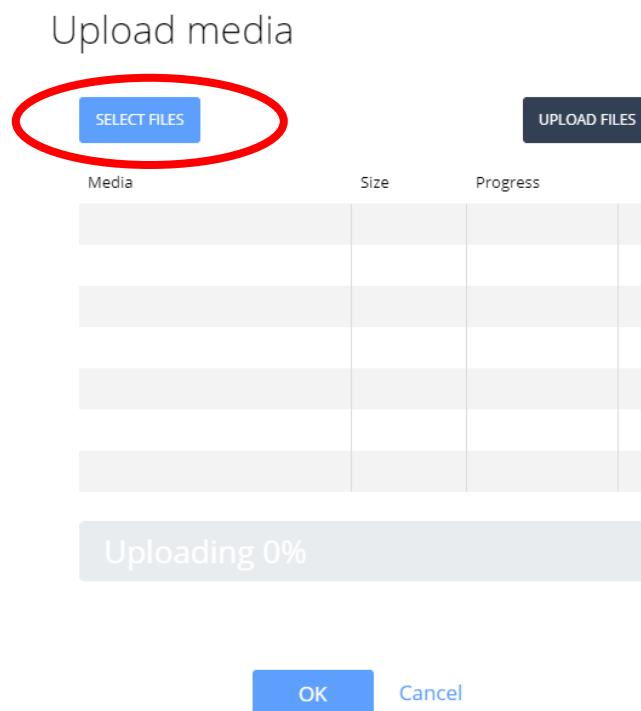 Upload media
SELECT FILES UPLOAD FILES
Media Size Progress
Uploading 0%
OK Cancel